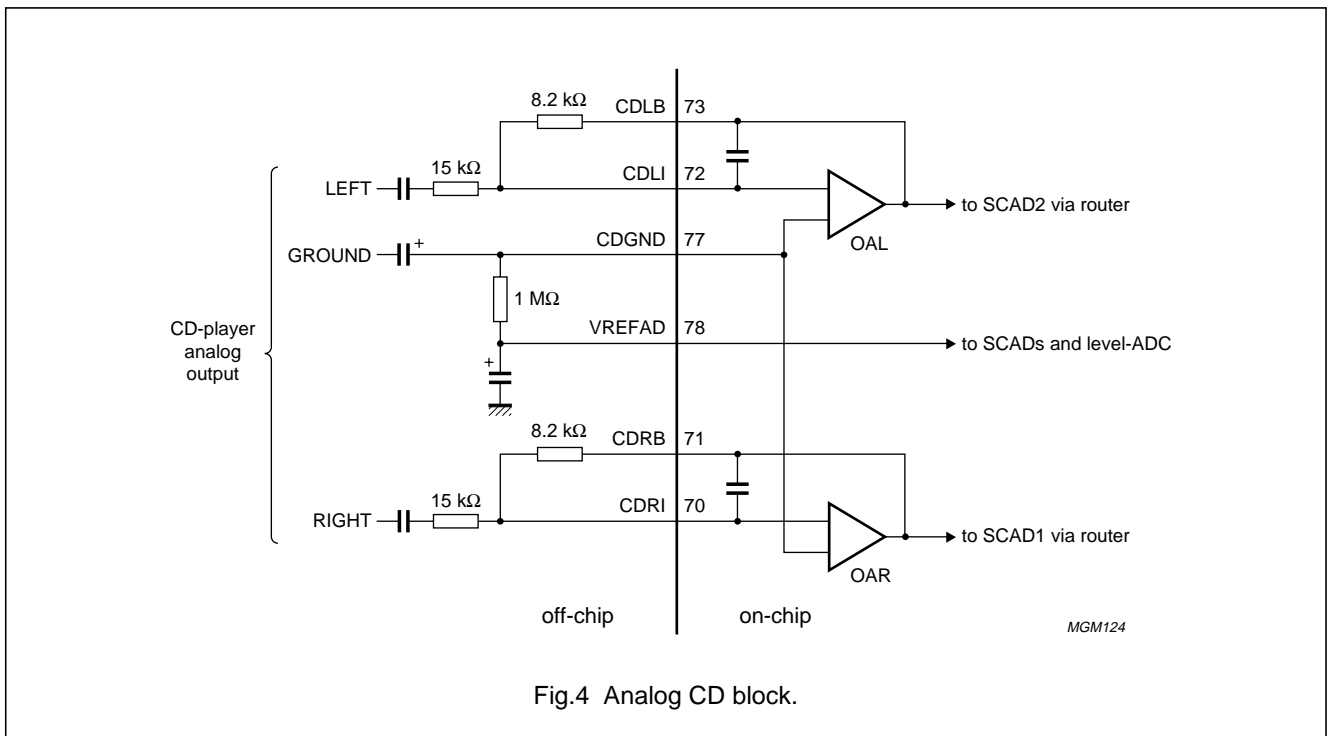 8.2 kΩ
CDLB
73
15 kΩ
CDLI
72
LEFT
to SCAD2 via router
OAL
CDGND
77
GROUND
+
1 MΩ
VREFAD
78
to SCADs and level-ADC
CD-player
analog
output
+
8.2 kΩ
CDRB
71
15 kΩ
CDRI
70
RIGHT
to SCAD1 via router
OAR
off-chip
on-chip
MGM124
Fig.4 Analog CD block.